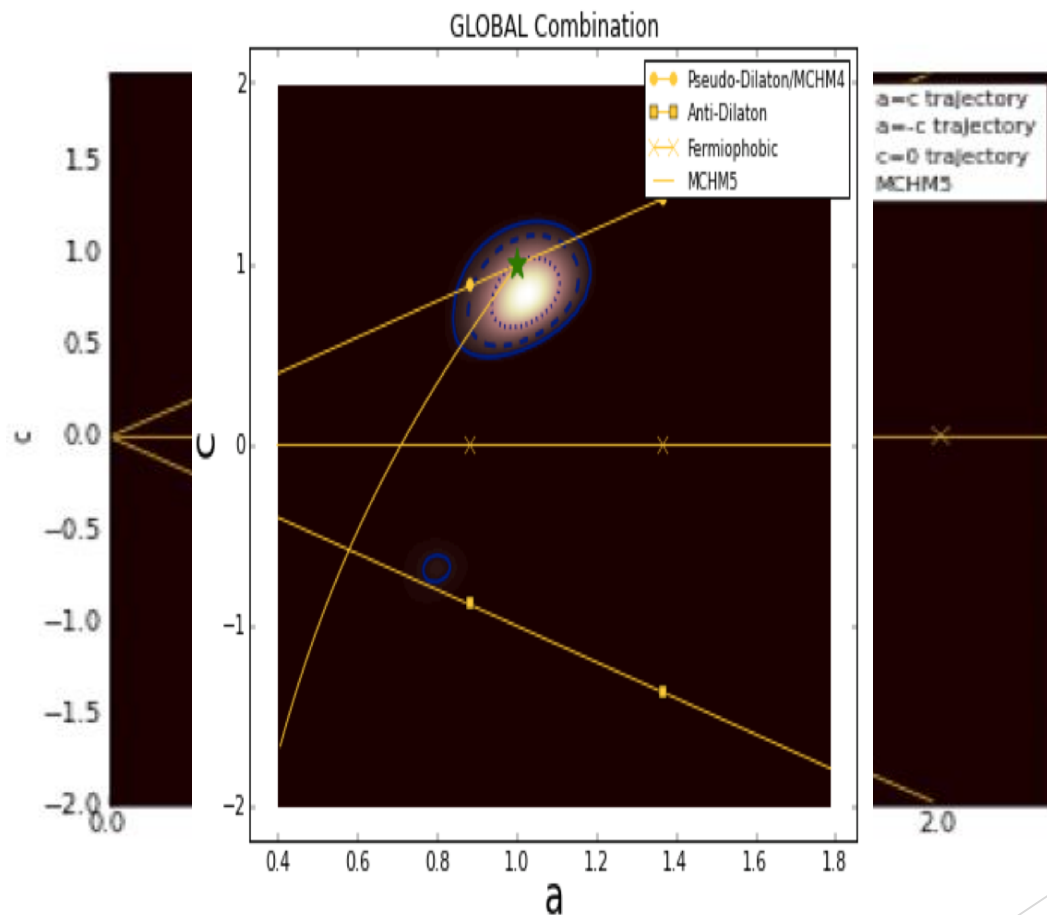 GLOBAL Combination
Pseudo-Dilaton/MCHM4
Anti-Dilaton
Fermiophobic
MCHM5
a=c trajectory
a=-c trajectory
c=0 trajectory
MCHM5
1.5
1.0
0.5
0.0
−0.5
−1.0
−1.5
−2.0
c
0.0
2.0
2
1
0
−1
−2
c
0.4
0.6
0.8
1.0
1.2
1.4
1.6
1.8
a